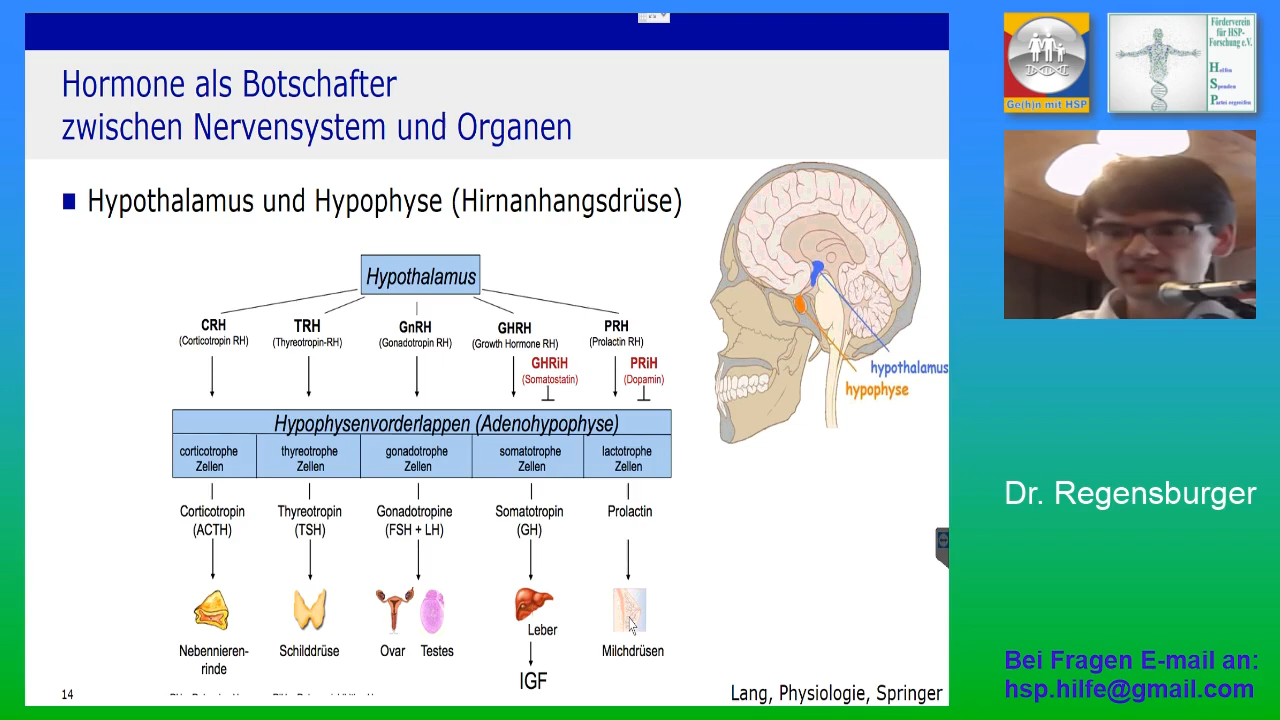 Hormone als Botschafter
zwischen Nervensystem und Organen
Hypothalamus und Hypophyse (Hirnanhangsdrüse)
Hypothalamus
CRH
(Corticotropin RH)
TRH
(Thyreotropin-RH)
GnRH
(Gonadotropin RH)
GHRH
(Growth Hormone RH)
PRH
(Prolactin RH)
GHRiH
(Somatostatin)
PRiH
(Dopamin)
Hypophysenvorderlappen (Adenohypophyse)
corticotrophe
Zellen
thyreotrophe
Zellen
gonadotrophe
Zellen
somatotrophe
Zellen
lactotrophe
Zellen
Corticotropin
(ACTH)
Thyreotropin
(TSH)
Gonadotropine
(FSH + LH)
Somatotropin
(GH)
Prolactin
Nebennieren-
rinde
Schilddrüse
Ovar
Testes
Leber
IGF
Milchdrüsen
hypothalamus
hypophyse
14
Lang, Physiologie, Springer
Ge(h)n mit HSP
Förderverein
für HSP-
Forschung e.V.
Helfen
Spenden
Partei ergreifen
Dr. Regensburger
Bei Fragen E-mail an:
hsp.hilfe@gmail.com